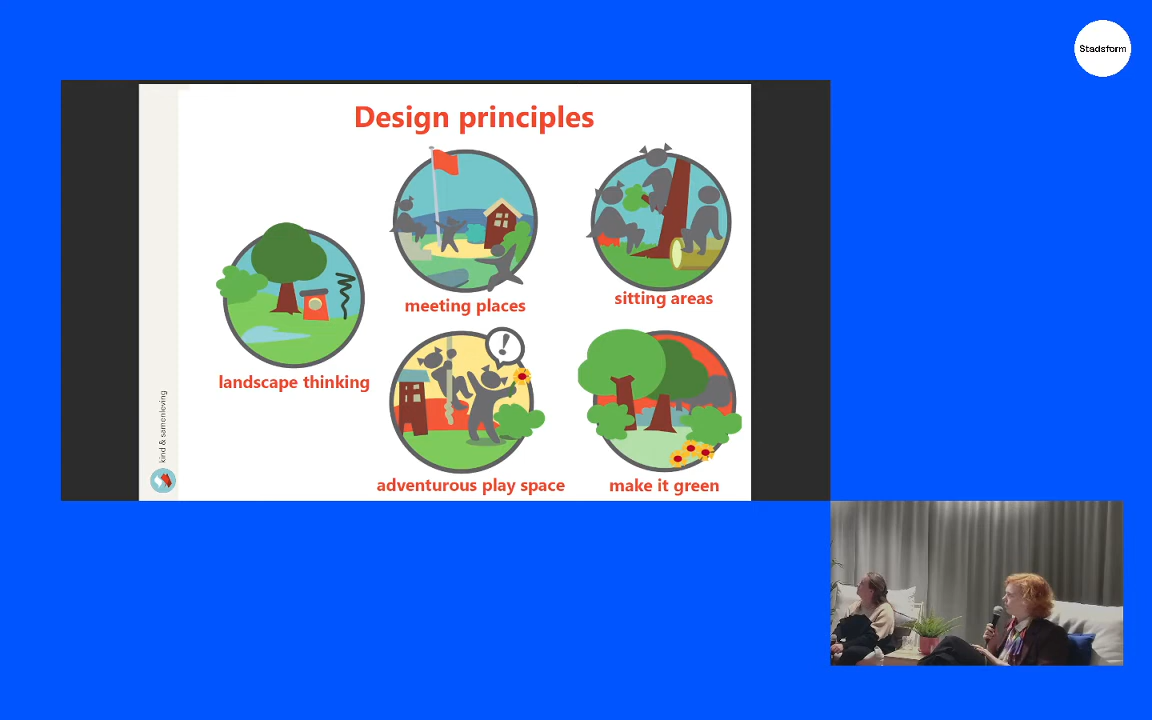 Stadsform
Design principles
meeting places
sitting areas
landscape thinking
!
adventurous play space
make it green
kind & samenleving